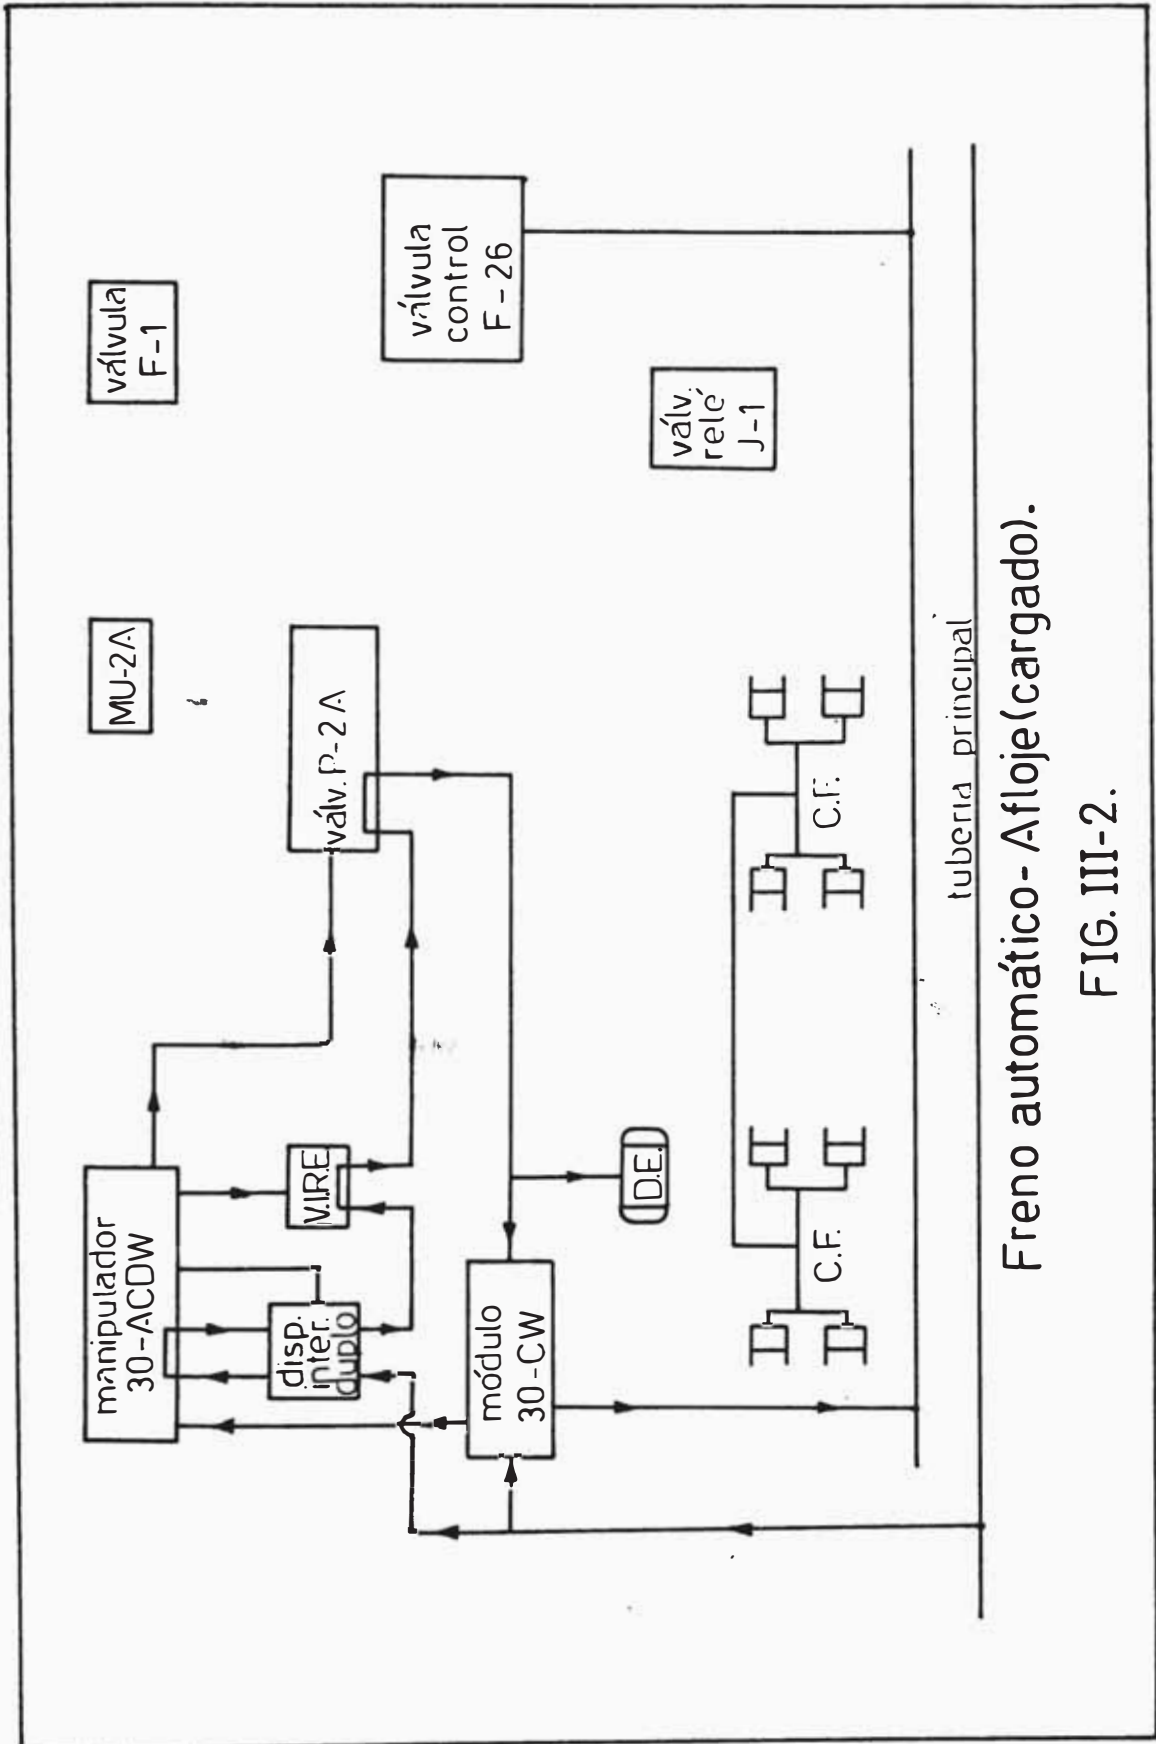 manipulador
30-ACDW
MU-2A
válvula
F-1
disp.
inter.
duplo
V.I.R.E
válv. P-2A
válvula
control
F-26
módulo
30-CW
D.E.
válv.
relé
J-1
C.F.
C.F.
tuberia principal
Freno automático- Afloje(cargado).
FIG. III-2.